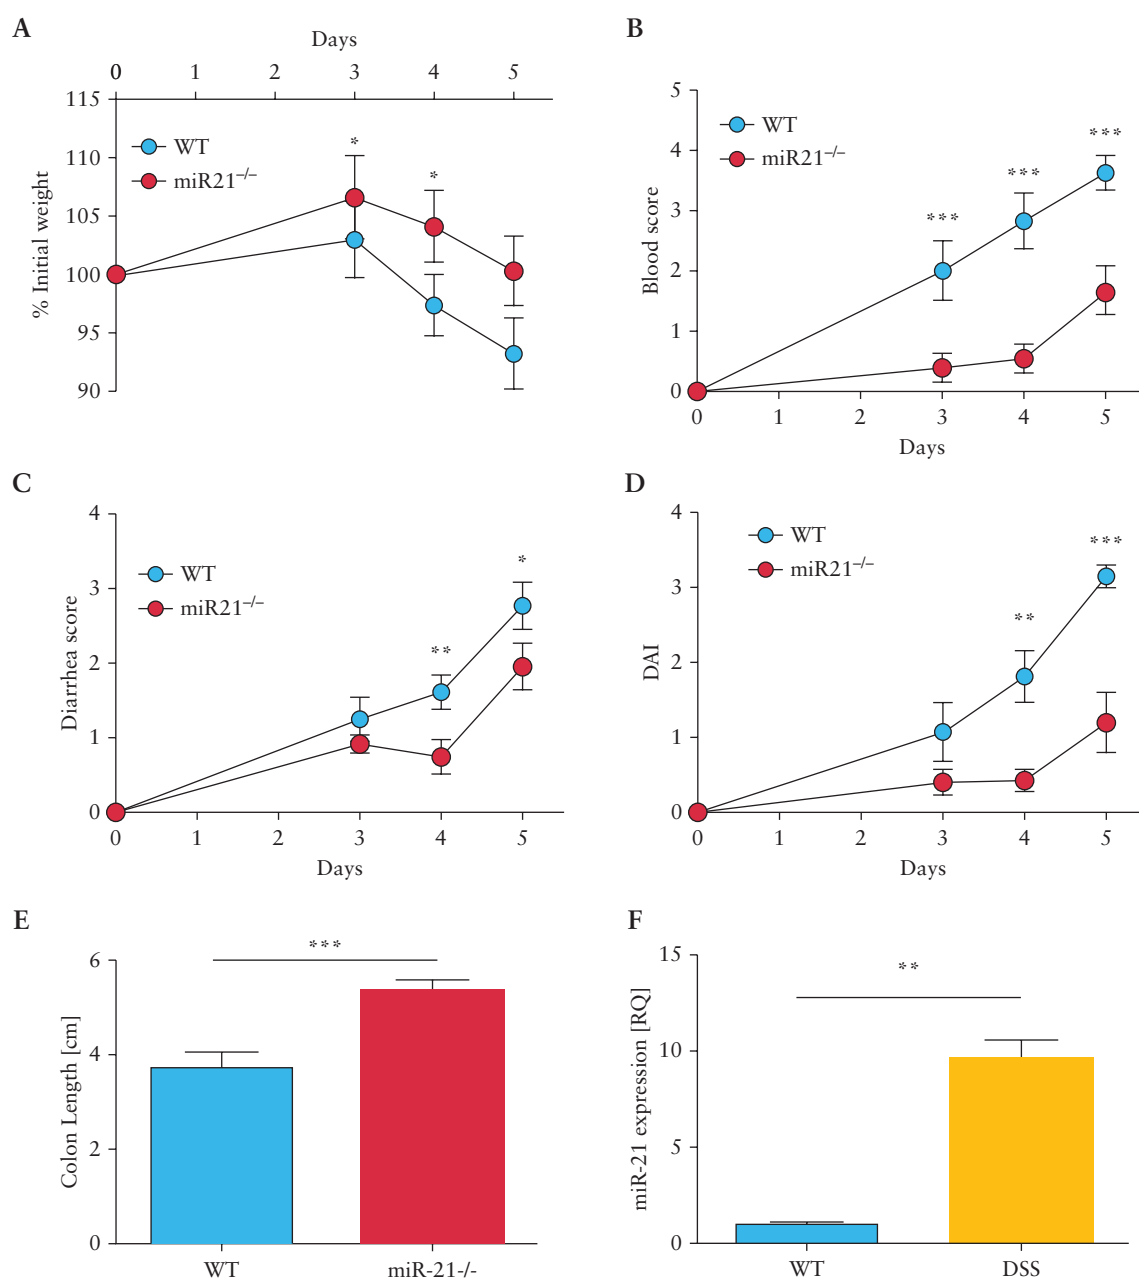 A
Days
0 1 2 3 4 5
115
110
105
100
95
90
% Initial weight
WT
miR21–/–
*
*
B
5
4
3
2
1
0
Blood score
WT
miR21–/–
***
***
***
0 1 2 3 4 5
Days
C
4
3
2
1
0
Diarrhea score
WT
miR21–/–
**
*
0 1 2 3 4 5
Days
D
4
3
2
1
0
DAI
WT
miR21–/–
**
***
0 1 2 3 4 5
Days
E
6
4
2
0
Colon Length [cm]
***
WT miR-21-/-
F
15
10
5
0
miR-21 expression [RQ]
**
WT DSS